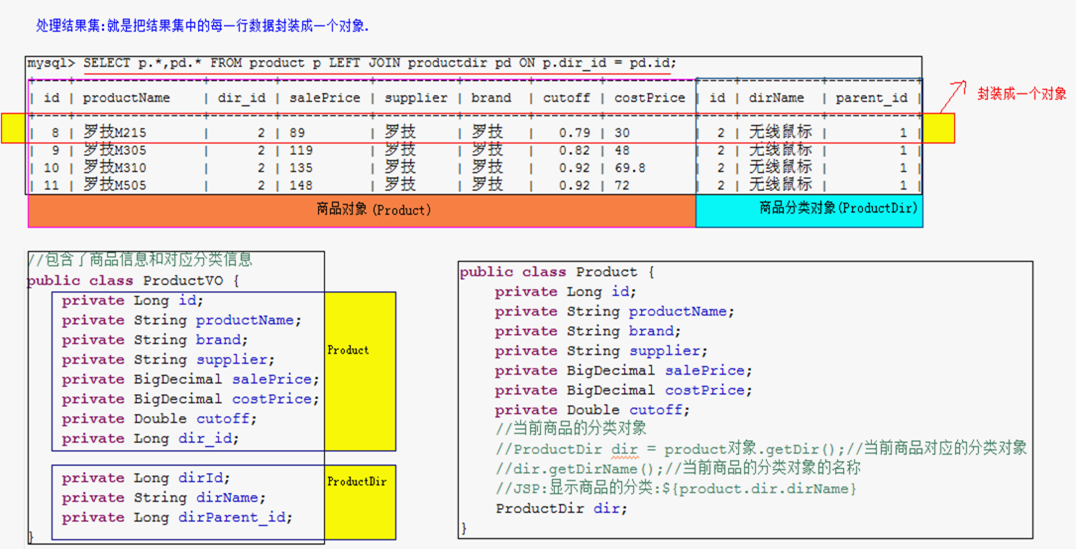 处理结果集:就是把结果集中的每一行数据封装成一个对象.
mysql> SELECT p.*,pd.* FROM product p LEFT JOIN productdir pd ON p.dir_id = pd.id;
| id | productName | dir_id | salePrice | supplier | brand | cutoff | costPrice | id | dirName | parent_id |
封装成一个对象
| 8 | 罗技M215 | 2 | 89 | 罗技 | 罗技 | 0.79 | 30 | 2 | 无线鼠标 | 1 |
| 9 | 罗技M305 | 2 | 119 | 罗技 | 罗技 | 0.82 | 48 | 2 | 无线鼠标 | 1 |
| 10 | 罗技M310 | 2 | 135 | 罗技 | 罗技 | 0.92 | 69.8 | 2 | 无线鼠标 | 1 |
| 11 | 罗技M505 | 2 | 148 | 罗技 | 罗技 | 0.92 | 72 | 2 | 无线鼠标 | 1 |
商品对象(Product)
商品分类对象(ProductDir)
//包含了商品信息和对应分类信息
public class ProductVO {
private Long id;
private String productName;
private String brand;
private String supplier;
private BigDecimal salePrice;
private BigDecimal costPrice;
private Double cutoff;
private Long dir_id;
Product
private Long dirId;
private String dirName;
private Long dirParent_id;
ProductDir
}
public class Product {
private Long id;
private String productName;
private String brand;
private String supplier;
private BigDecimal salePrice;
private BigDecimal costPrice;
private Double cutoff;
//当前商品的分类对象
//ProductDir dir = product对象.getDir();//当前商品对应的分类对象
//dir.getDirName();//当前商品的分类对象的名称
//JSP:显示商品的分类:${product.dir.dirName}
ProductDir dir;
}